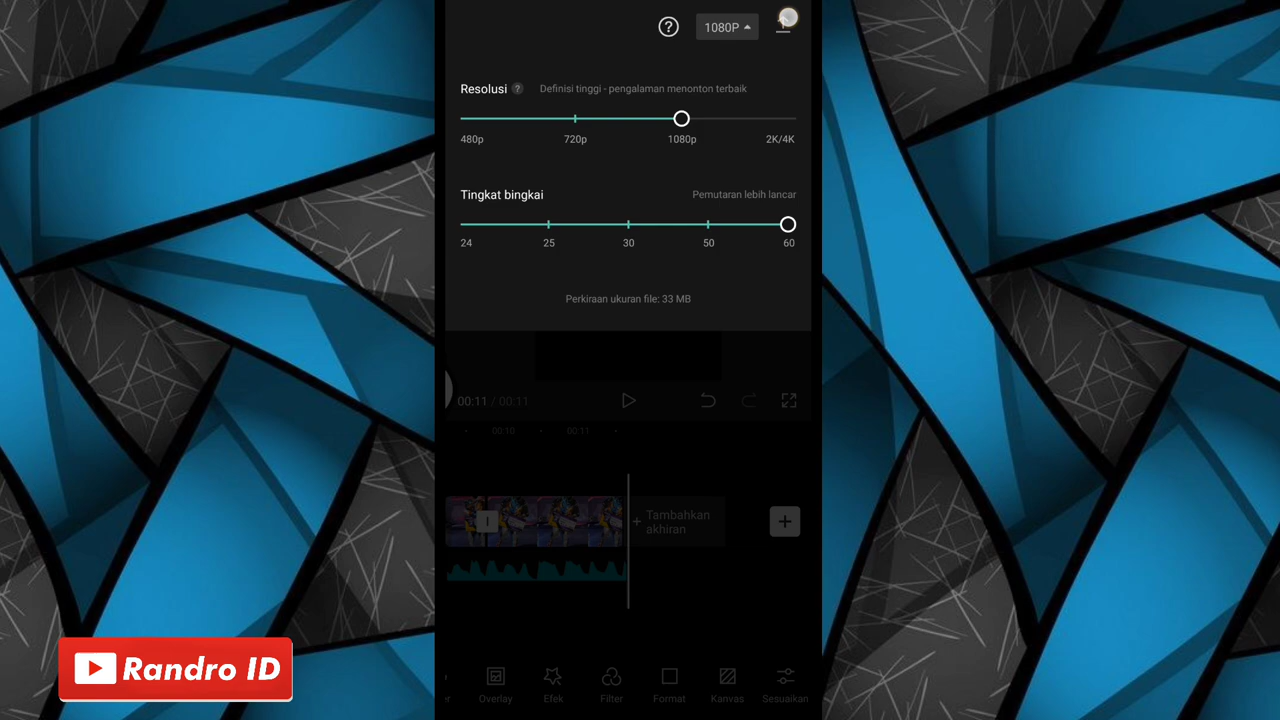 1080P
Resolusi ? Definisi tinggi - pengalaman menonton terbaik
480p 720p 1080p 2K/4K
Tingkat bingkai Pemutaran lebih lancar
24 25 30 50 60
Perkiraan ukuran file: 33 MB
00:11 / 00:11
00:10 00:11
+ Tambahkan
akhiran
Overlay Efek Filter Format Kanvas Sesuaikan
Randro ID